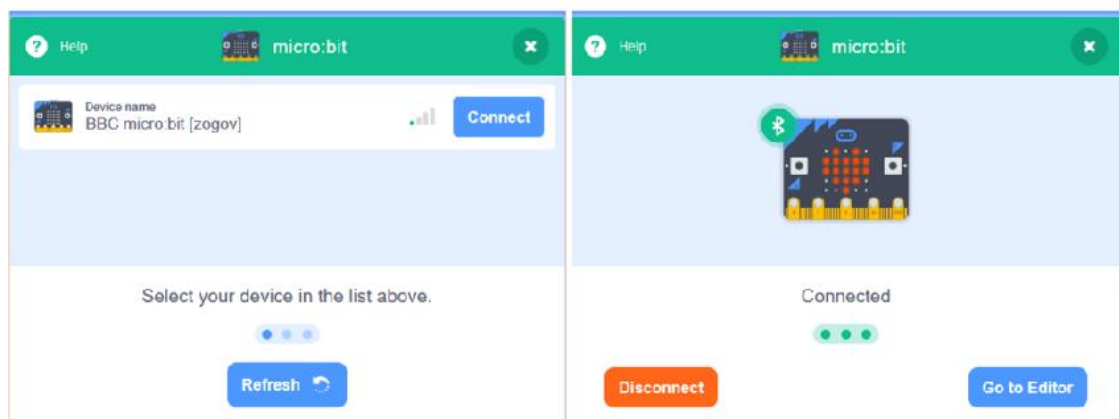 ? Help micro:bit x
Device name
BBC micro:bit [zogov] Connect
Select your device in the list above.
Refresh
? Help micro:bit x
Connected
Disconnect Go to Editor